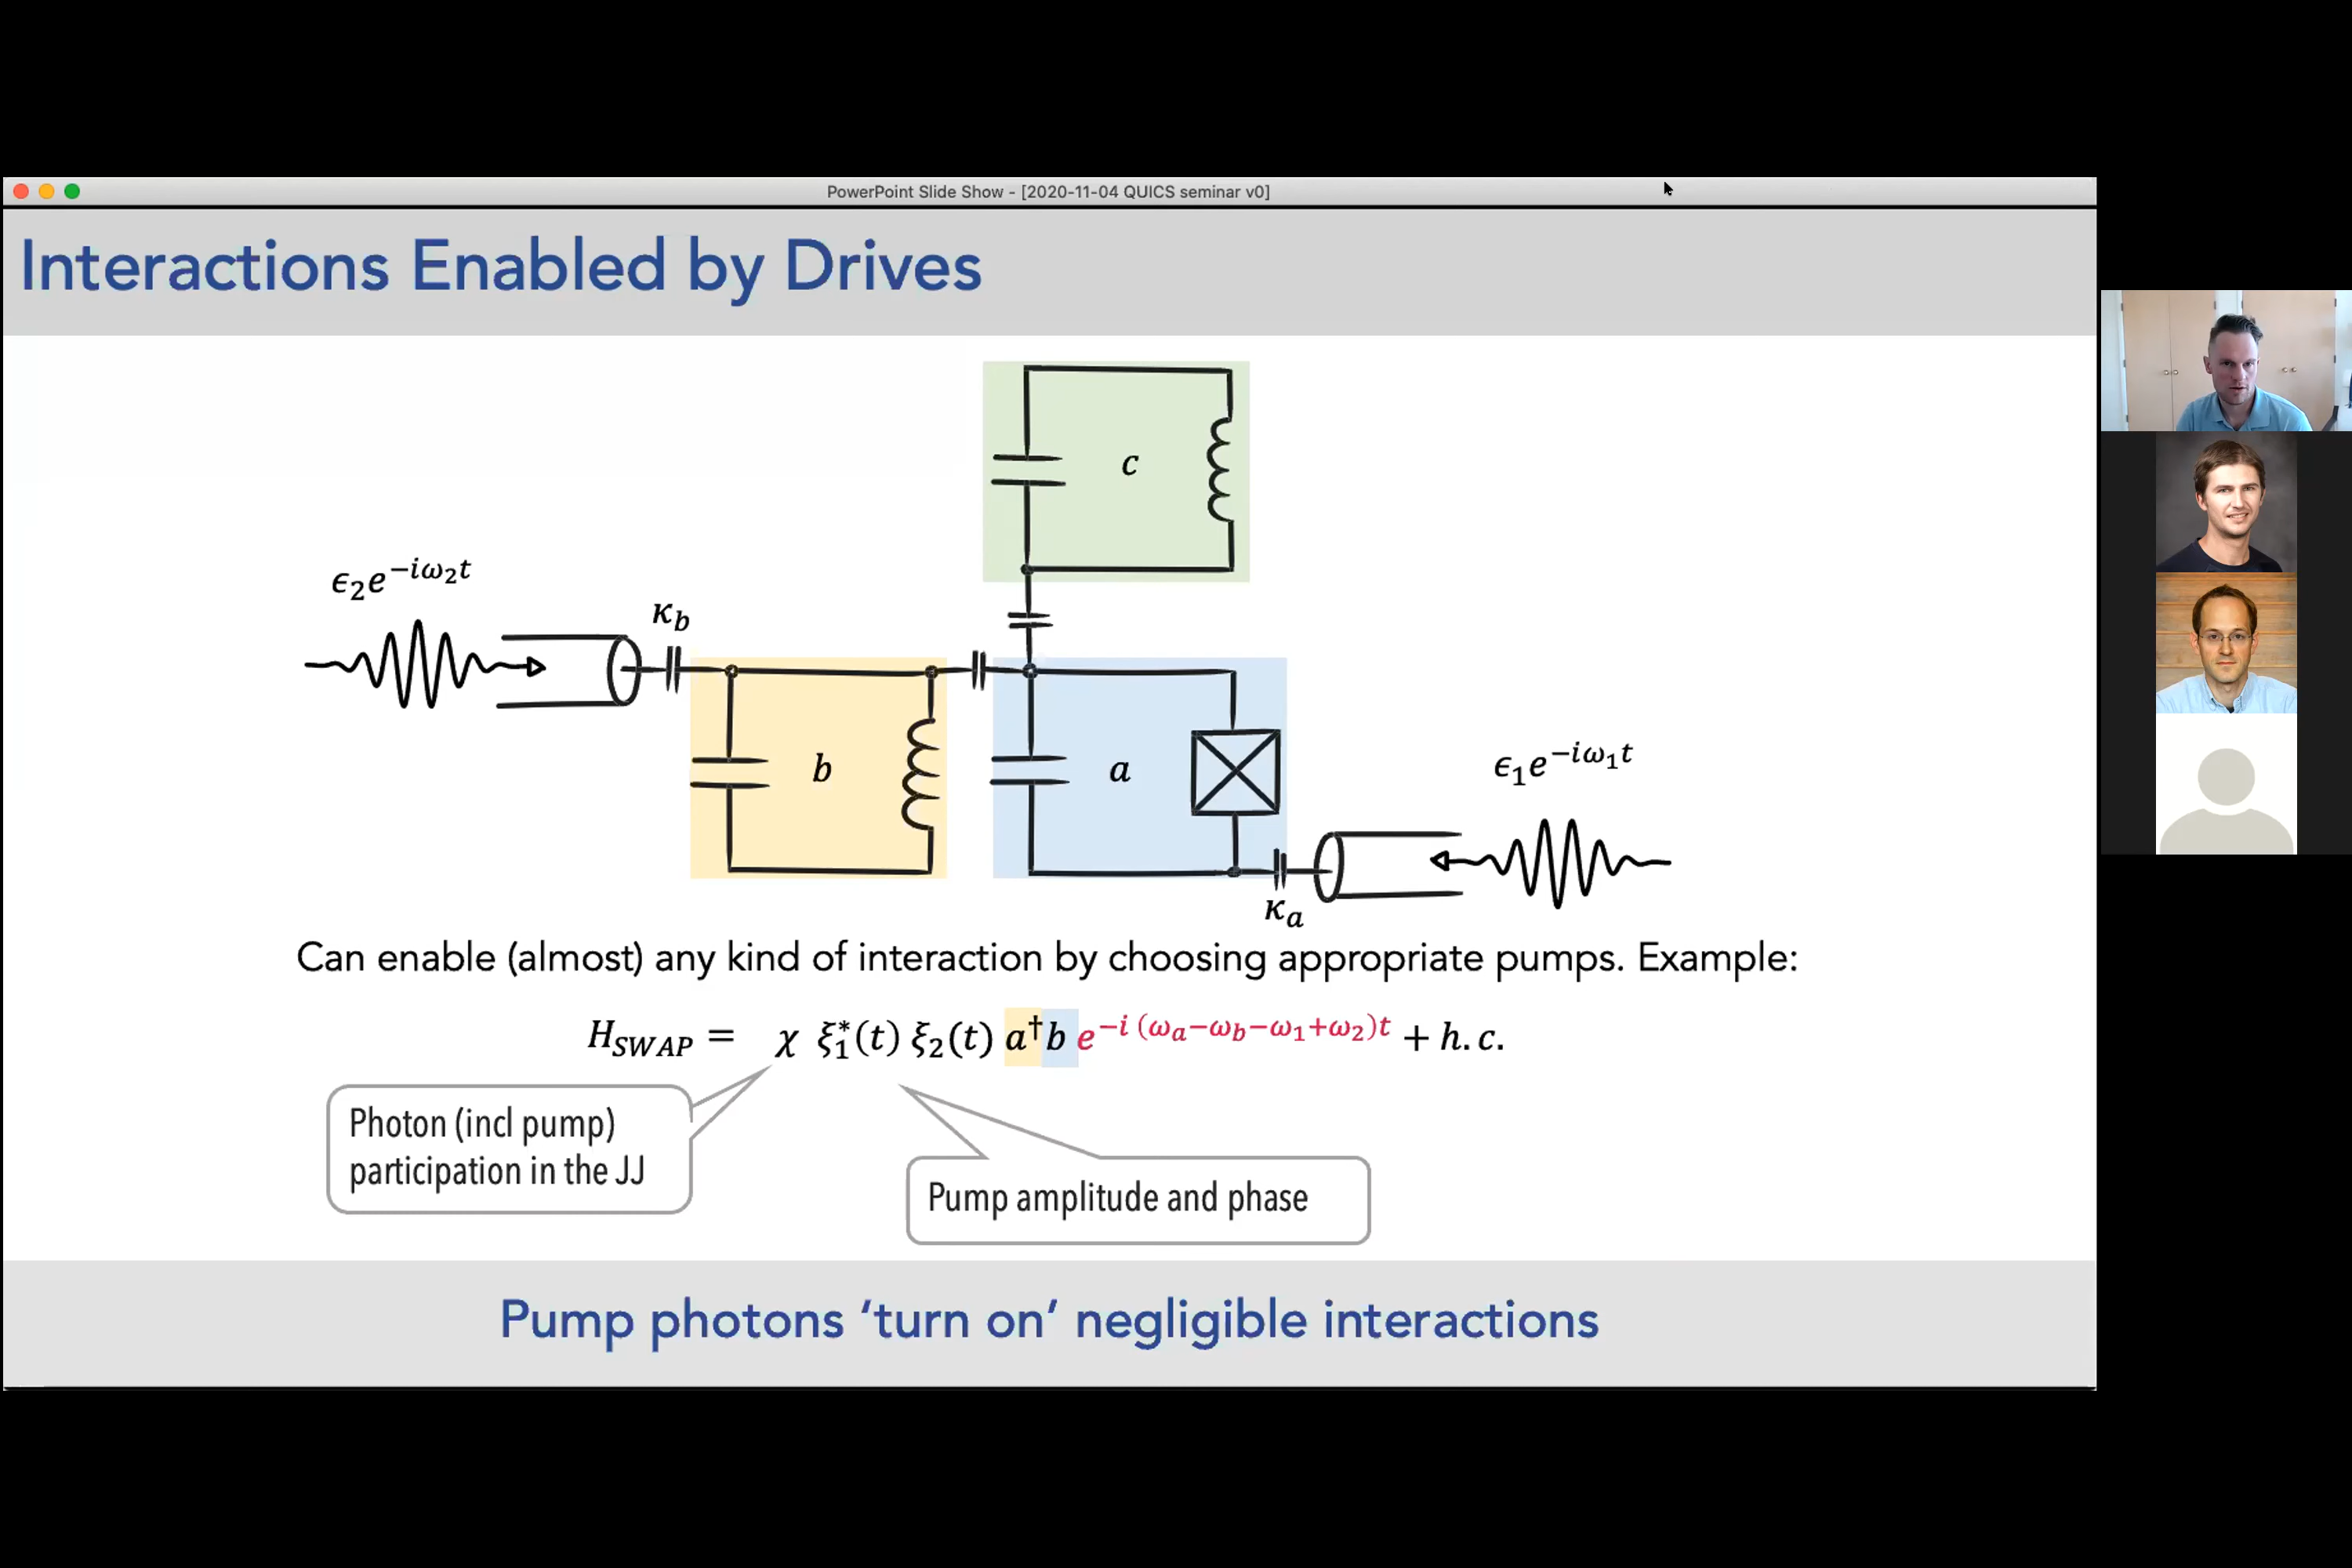 PowerPoint Slide Show - [2020-11-04 QUICS seminar v0]
Interactions Enabled by Drives
c
ϵ₂e^{−iω₂t}
κ_b
b
a
ϵ₁e^{−iω₁t}
κ_a
Can enable (almost) any kind of interaction by choosing appropriate pumps. Example:
H_{SWAP} = χ ξ₁*(t) ξ₂(t) a†b e^{−i (ω_a−ω_b−ω₁+ω₂)t} + h. c.
Photon (incl pump)
participation in the JJ
Pump amplitude and phase
Pump photons ‘turn on’ negligible interactions